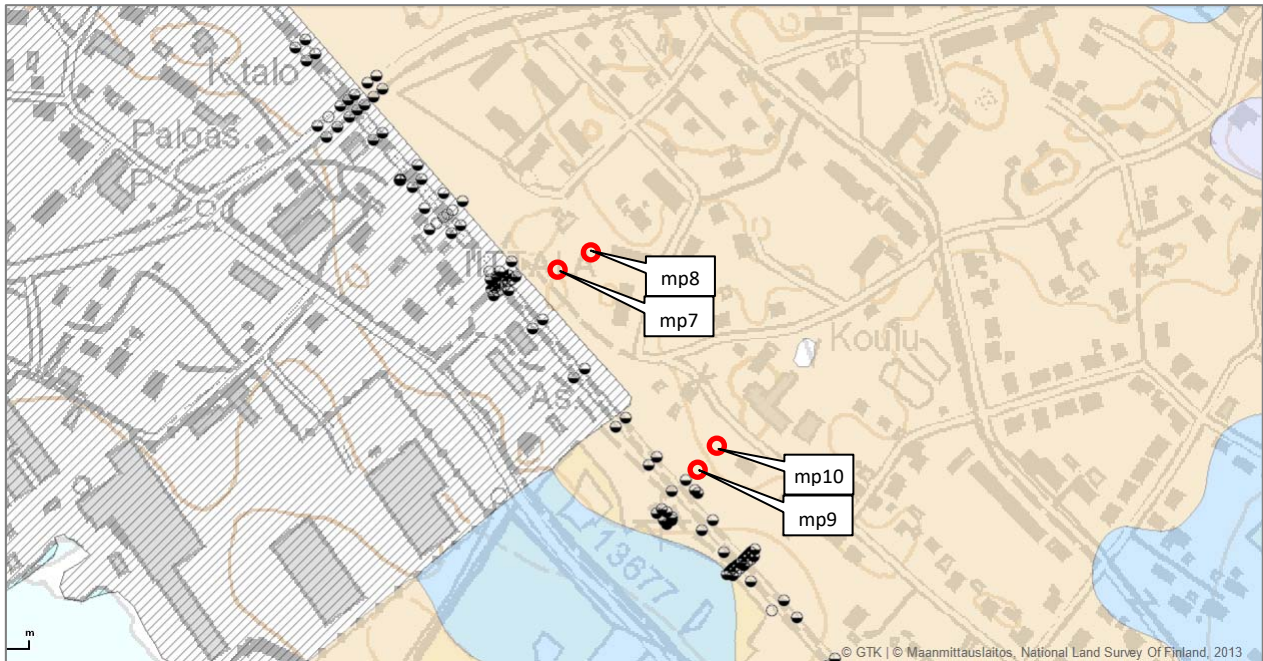 K.talo
Paloas.
P
mp8
mp7
Koulu
As.
mp10
mp9
13677
m
© GTK | © Maanmittauslaitos, National Land Survey Of Finland, 2013